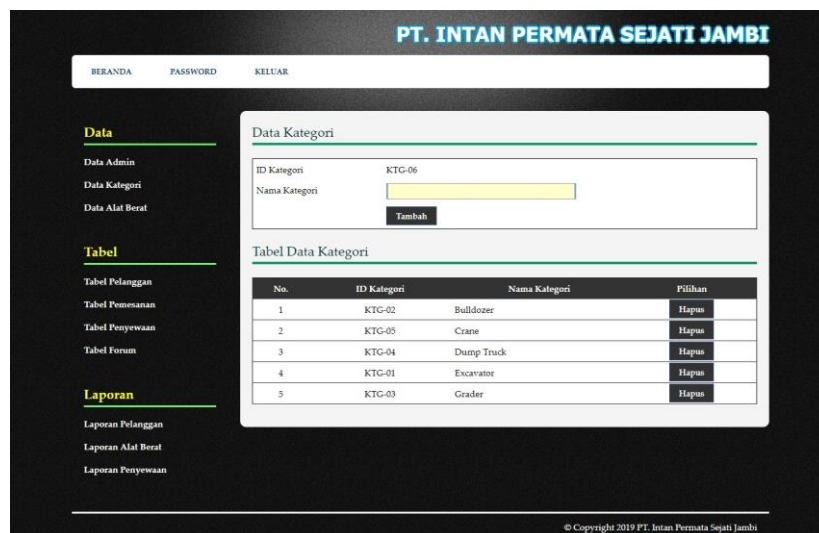 PT. INTAN PERMATA SEJATI JAMBI
BERANDA PASSWORD KELUAR
Data
Data Admin
Data Kategori
Data Alat Berat
Tabel
Tabel Pelanggan
Tabel Pemesanan
Tabel Penyewaan
Tabel Forum
Laporan
Laporan Pelanggan
Laporan Alat Berat
Laporan Penyewaan
Data Kategori
ID Kategori KTG-06
Nama Kategori
Tambah
Tabel Data Kategori
No. ID Kategori Nama Kategori Pilihan
1 KTG-02 Bulldozer Hapus
2 KTG-05 Crane Hapus
3 KTG-04 Dump Truck Hapus
4 KTG-01 Excavator Hapus
5 KTG-03 Grader Hapus
© Copyright 2019 PT. Intan Permata Sejati Jambi